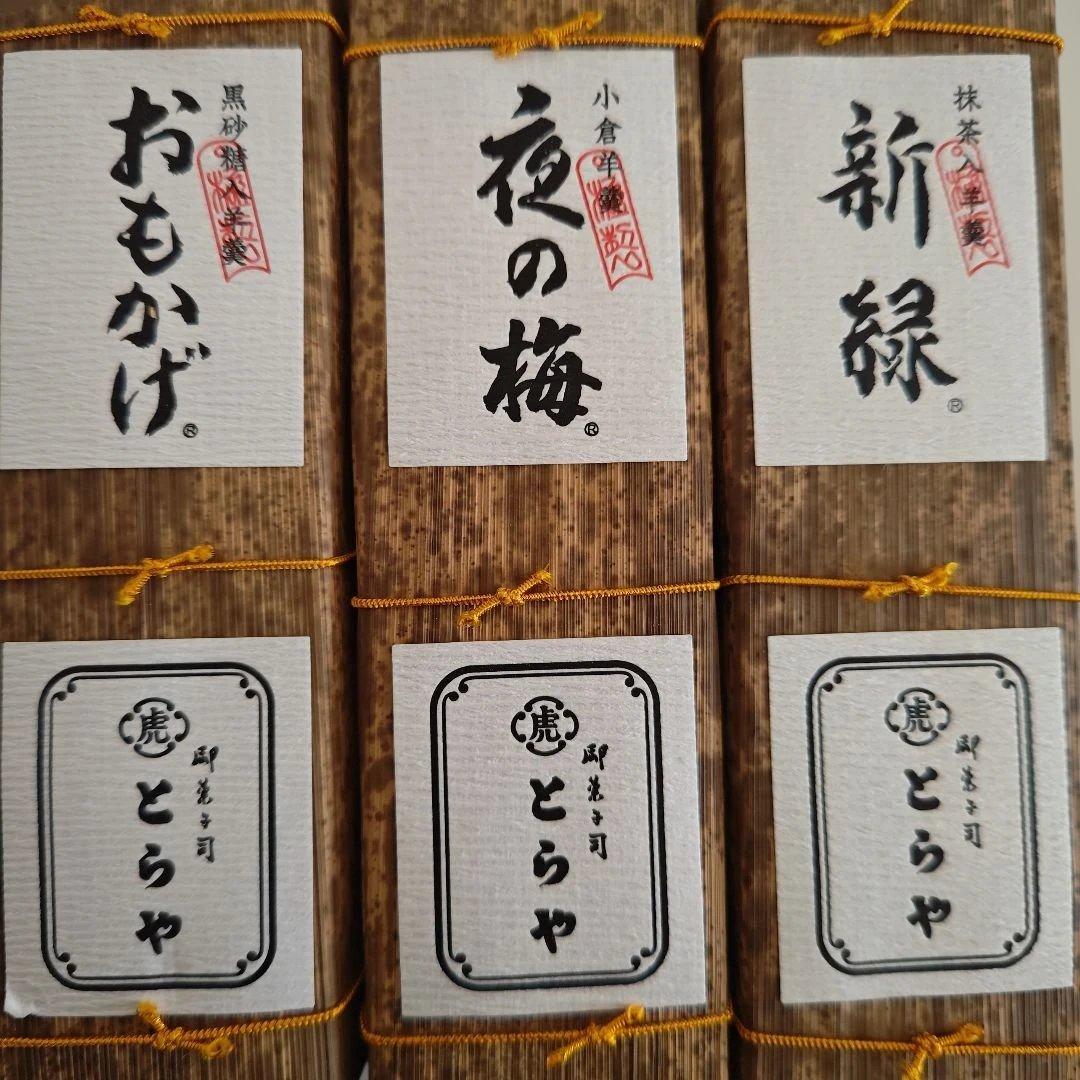 黒砂糖入羊羹
おもかげ
®
小倉羊羹
夜の梅
®
抹茶入羊羹
新緑
®
虎
御菓子司
とらや
虎
御菓子司
とらや
虎
御菓子司
とらや